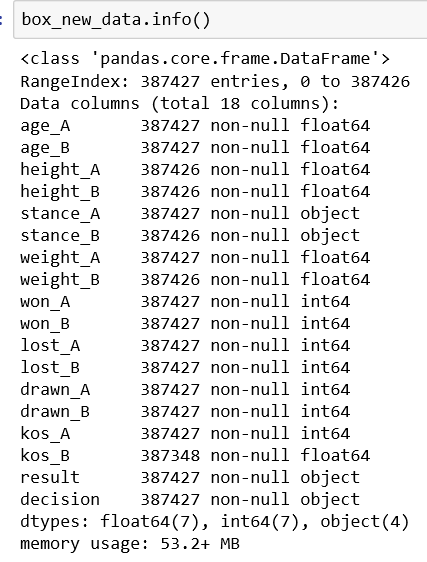 box_new_data.info()
<class 'pandas.core.frame.DataFrame'>
RangeIndex: 387427 entries, 0 to 387426
Data columns (total 18 columns):
age_A       387427 non-null float64
age_B       387427 non-null float64
height_A    387426 non-null float64
height_B    387426 non-null float64
stance_A    387427 non-null object
stance_B    387426 non-null object
weight_A    387427 non-null float64
weight_B    387426 non-null float64
won_A       387427 non-null int64
won_B       387427 non-null int64
lost_A      387427 non-null int64
lost_B      387427 non-null int64
drawn_A     387427 non-null int64
drawn_B     387427 non-null int64
kos_A       387427 non-null int64
kos_B       387348 non-null float64
result      387427 non-null object
decision    387427 non-null object
dtypes: float64(7), int64(7), object(4)
memory usage: 53.2+ MB